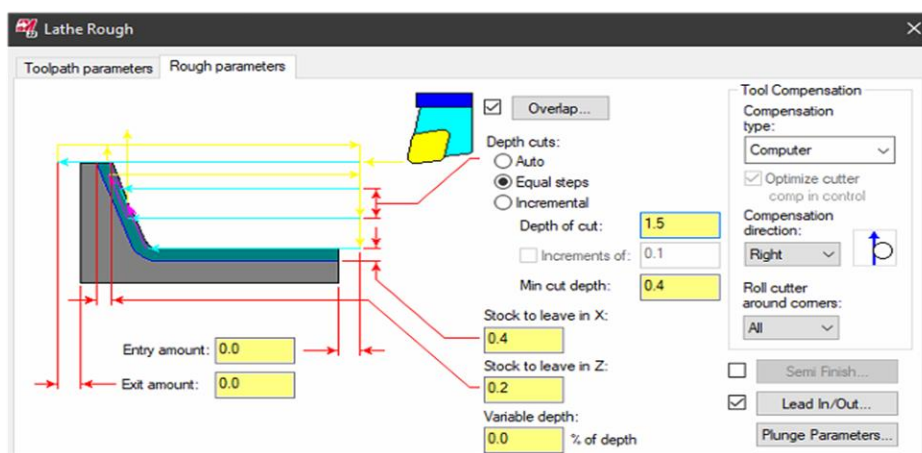 Lathe Rough
Toolpath parameters
Rough parameters
Overlap...
Depth cuts:
Auto
Equal steps
Incremental
Depth of cut: 1.5
Increments of: 0.1
Min cut depth: 0.4
Stock to leave in X:
0.4
Stock to leave in Z:
0.2
Variable depth:
0.0 % of depth
Entry amount: 0.0
Exit amount: 0.0
Tool Compensation
Compensation
type:
Computer
Optimize cutter
comp in control
Compensation
direction:
Right
Roll cutter
around corners:
All
Semi Finish...
Lead In/Out...
Plunge Parameters...